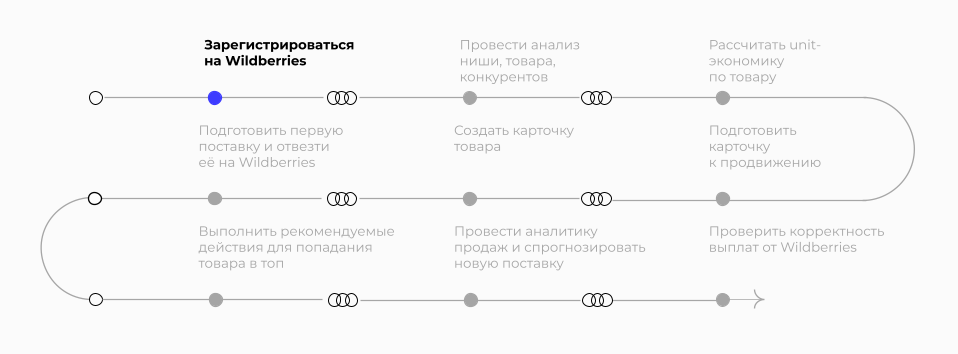 Зарегистрироваться
на Wildberries
Провести анализ
ниши, товара,
конкурентов
Рассчитать unit-
экономику
по товару
Подготовить первую
поставку и отвезти
её на Wildberries
Создать карточку
товара
Подготовить
карточку
к продвижению
Выполнить рекомендуемые
действия для попадания
товара в топ
Провести аналитику
продаж и спрогнозировать
новую поставку
Проверить корректность
выплат от Wildberries